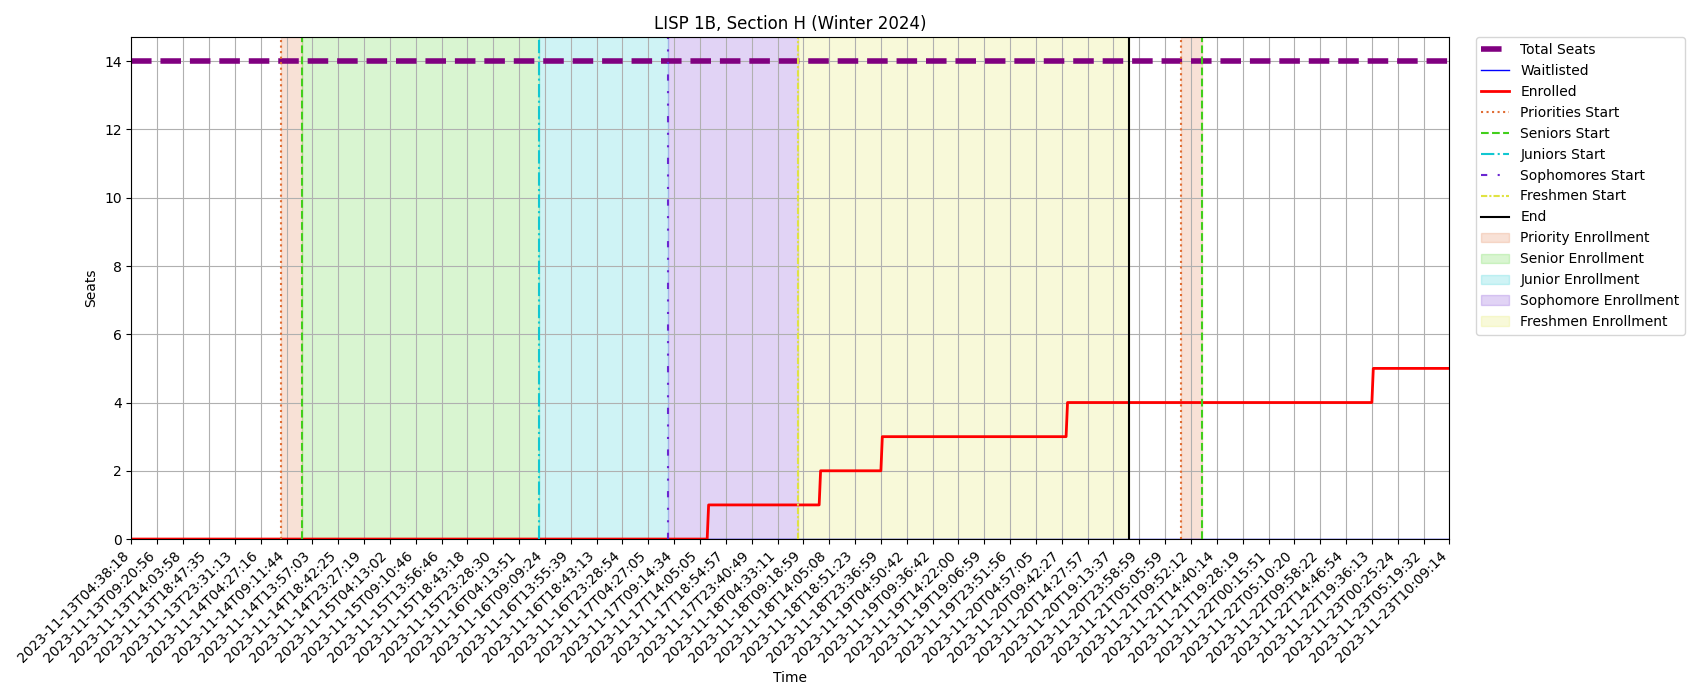 LISP 1B, Section H (Winter 2024)
Seats
14
12
10
8
6
4
2
0
2023-11-13T04:38:18
2023-11-13T09:20:56
2023-11-13T14:03:58
2023-11-13T18:47:35
2023-11-13T23:31:13
2023-11-14T04:27:16
2023-11-14T09:11:44
2023-11-14T13:57:03
2023-11-14T18:42:25
2023-11-14T23:27:19
2023-11-15T04:13:02
2023-11-15T09:10:46
2023-11-15T13:56:46
2023-11-15T18:43:18
2023-11-15T23:28:30
2023-11-16T04:13:51
2023-11-16T09:09:24
2023-11-16T13:55:39
2023-11-16T18:43:13
2023-11-16T23:28:54
2023-11-17T04:27:05
2023-11-17T09:14:34
2023-11-17T14:05:05
2023-11-17T18:54:57
2023-11-17T23:40:49
2023-11-18T04:33:11
2023-11-18T09:18:59
2023-11-18T14:05:08
2023-11-18T18:51:23
2023-11-18T23:36:59
2023-11-19T04:50:42
2023-11-19T09:36:42
2023-11-19T14:22:00
2023-11-19T19:06:59
2023-11-19T23:51:56
2023-11-20T04:57:05
2023-11-20T09:42:27
2023-11-20T14:27:57
2023-11-20T19:13:37
2023-11-20T23:58:59
2023-11-21T05:05:59
2023-11-21T09:52:12
2023-11-21T14:40:14
2023-11-21T19:28:19
2023-11-22T00:15:51
2023-11-22T05:10:20
2023-11-22T09:58:22
2023-11-22T14:46:54
2023-11-22T19:36:13
2023-11-23T00:25:24
2023-11-23T05:19:32
2023-11-23T10:09:14
Time
Total Seats
Waitlisted
Enrolled
Priorities Start
Seniors Start
Juniors Start
Sophomores Start
Freshmen Start
End
Priority Enrollment
Senior Enrollment
Junior Enrollment
Sophomore Enrollment
Freshmen Enrollment